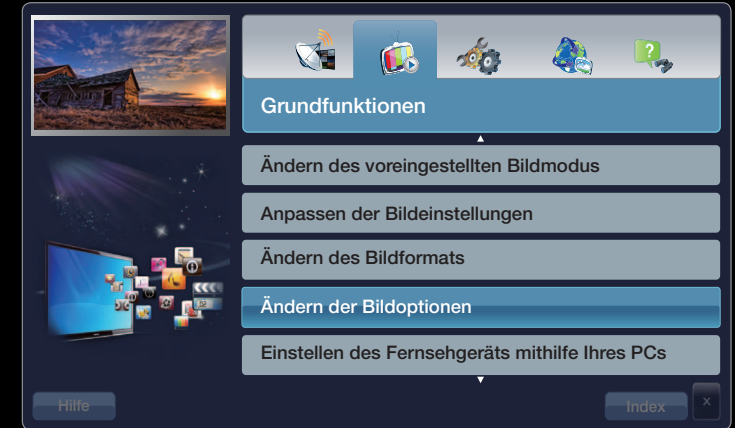 Grundfunktionen
Ändern des voreingestellten Bildmodus
Anpassen der Bildeinstellungen
Ändern des Bildformats
Ändern der Bildoptionen
Einstellen des Fernsehgeräts mithilfe Ihres PCs
Hilfe
Index
x